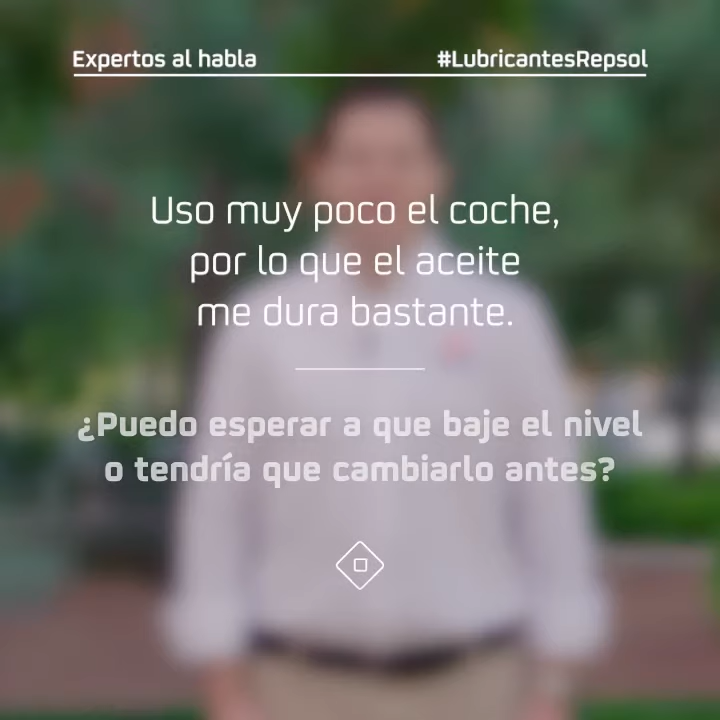 Expertos al habla
#LubricantesRepsol
Uso muy poco el coche,
por lo que el aceite
me dura bastante.
¿Puedo esperar a que baje el nivel
o tendría que cambiarlo antes?